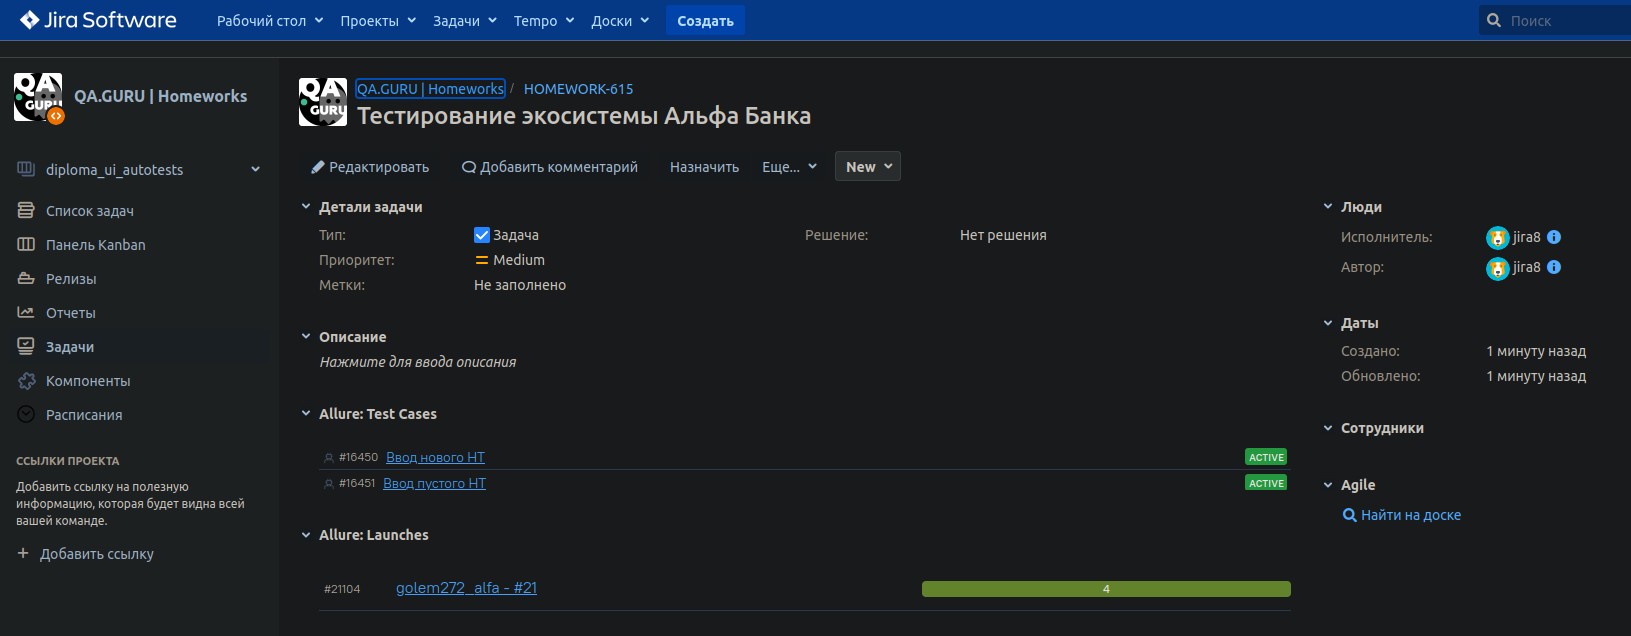 Jira Software
Рабочий стол
Проекты
Задачи
Tempo
Доски
Создать
Поиск
QA.GURU | Homeworks
diploma_ui_autotests
Список задач
Панель Kanban
Релизы
Отчеты
Задачи
Компоненты
Расписания
ССЫЛКИ ПРОЕКТА
Добавить ссылку на полезную
информацию, которая будет видна всей
вашей команде.
+ Добавить ссылку
QA.GURU | Homeworks / HOMEWORK-615
Тестирование экосистемы Альфа Банка
Редактировать
Добавить комментарий
Назначить
Еще...
New
Детали задачи
Тип: Задача
Приоритет: Medium
Метки: Не заполнено
Решение: Нет решения
Описание
Нажмите для ввода описания
Allure: Test Cases
#16450 Ввод нового НТ ACTIVE
#16451 Ввод пустого НТ ACTIVE
Allure: Launches
#21104 golem272_alfa - #21 4
Люди
Исполнитель: jira8
Автор: jira8
Даты
Создано: 1 минуту назад
Обновлено: 1 минуту назад
Сотрудники
Agile
Найти на доске